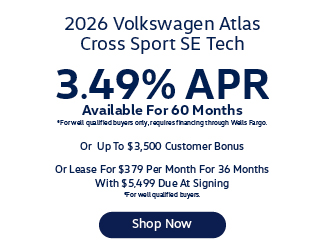 2026 Volkswagen Atlas
Cross Sport SE Tech
3.49% APR
Available For 60 Months
*For well qualified buyers only, requires financing through Wells Fargo.
Or Up To $3,500 Customer Bonus
Or Lease For $379 Per Month For 36 Months
With $5,499 Due At Signing
*For well qualified buyers.
Shop Now